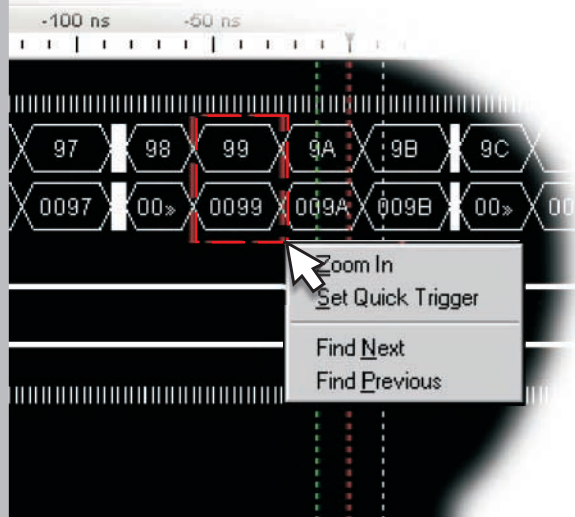 -100 ns -50 ns
97 98 99 9A 9B 9C
0097 00» 0099 009A 009B 00» 00
Zoom In
Set Quick Trigger
Find Next
Find Previous